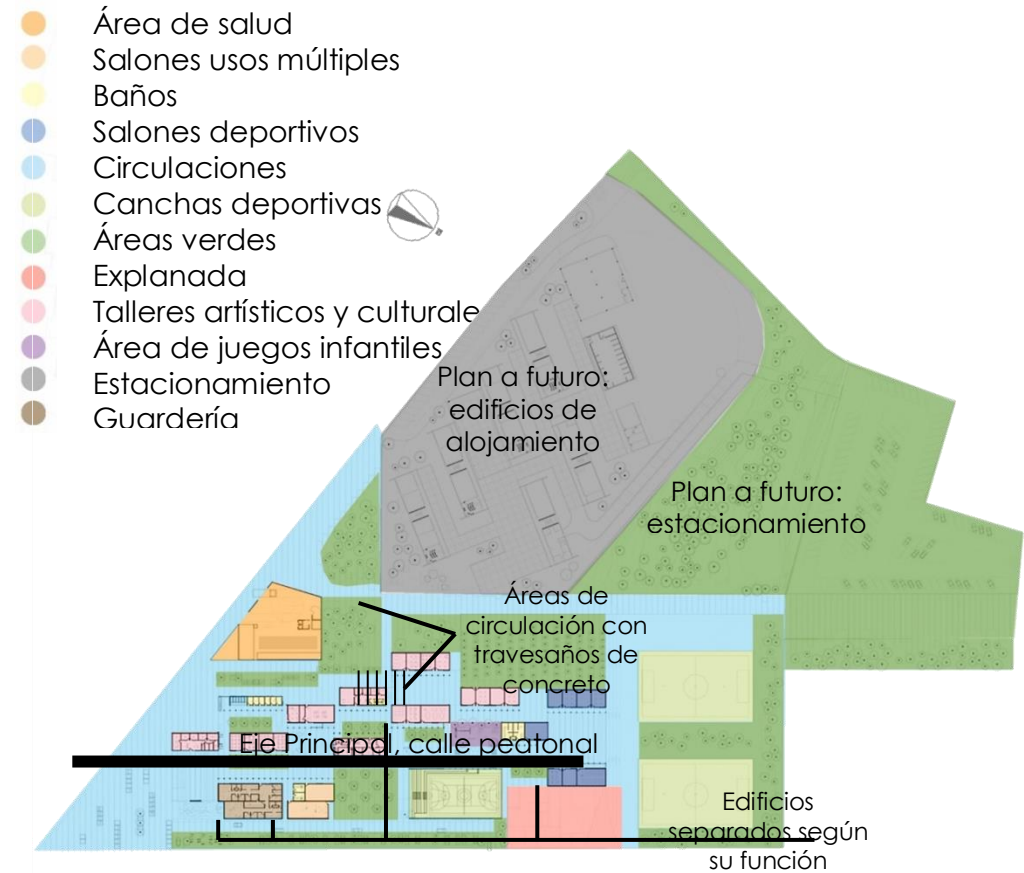 Área de salud
Salones usos múltiples
Baños
Salones deportivos
Circulaciones
Canchas deportivas
Áreas verdes
Explanada
Talleres artísticos y culturale
Área de juegos infantiles
Estacionamiento
Guardería
Plan a futuro:
edificios de
alojamiento
Plan a futuro:
estacionamiento
Áreas de
circulación con
travesaños de
concreto
Eje Principal, calle peatonal
Edificios
separados según
su función